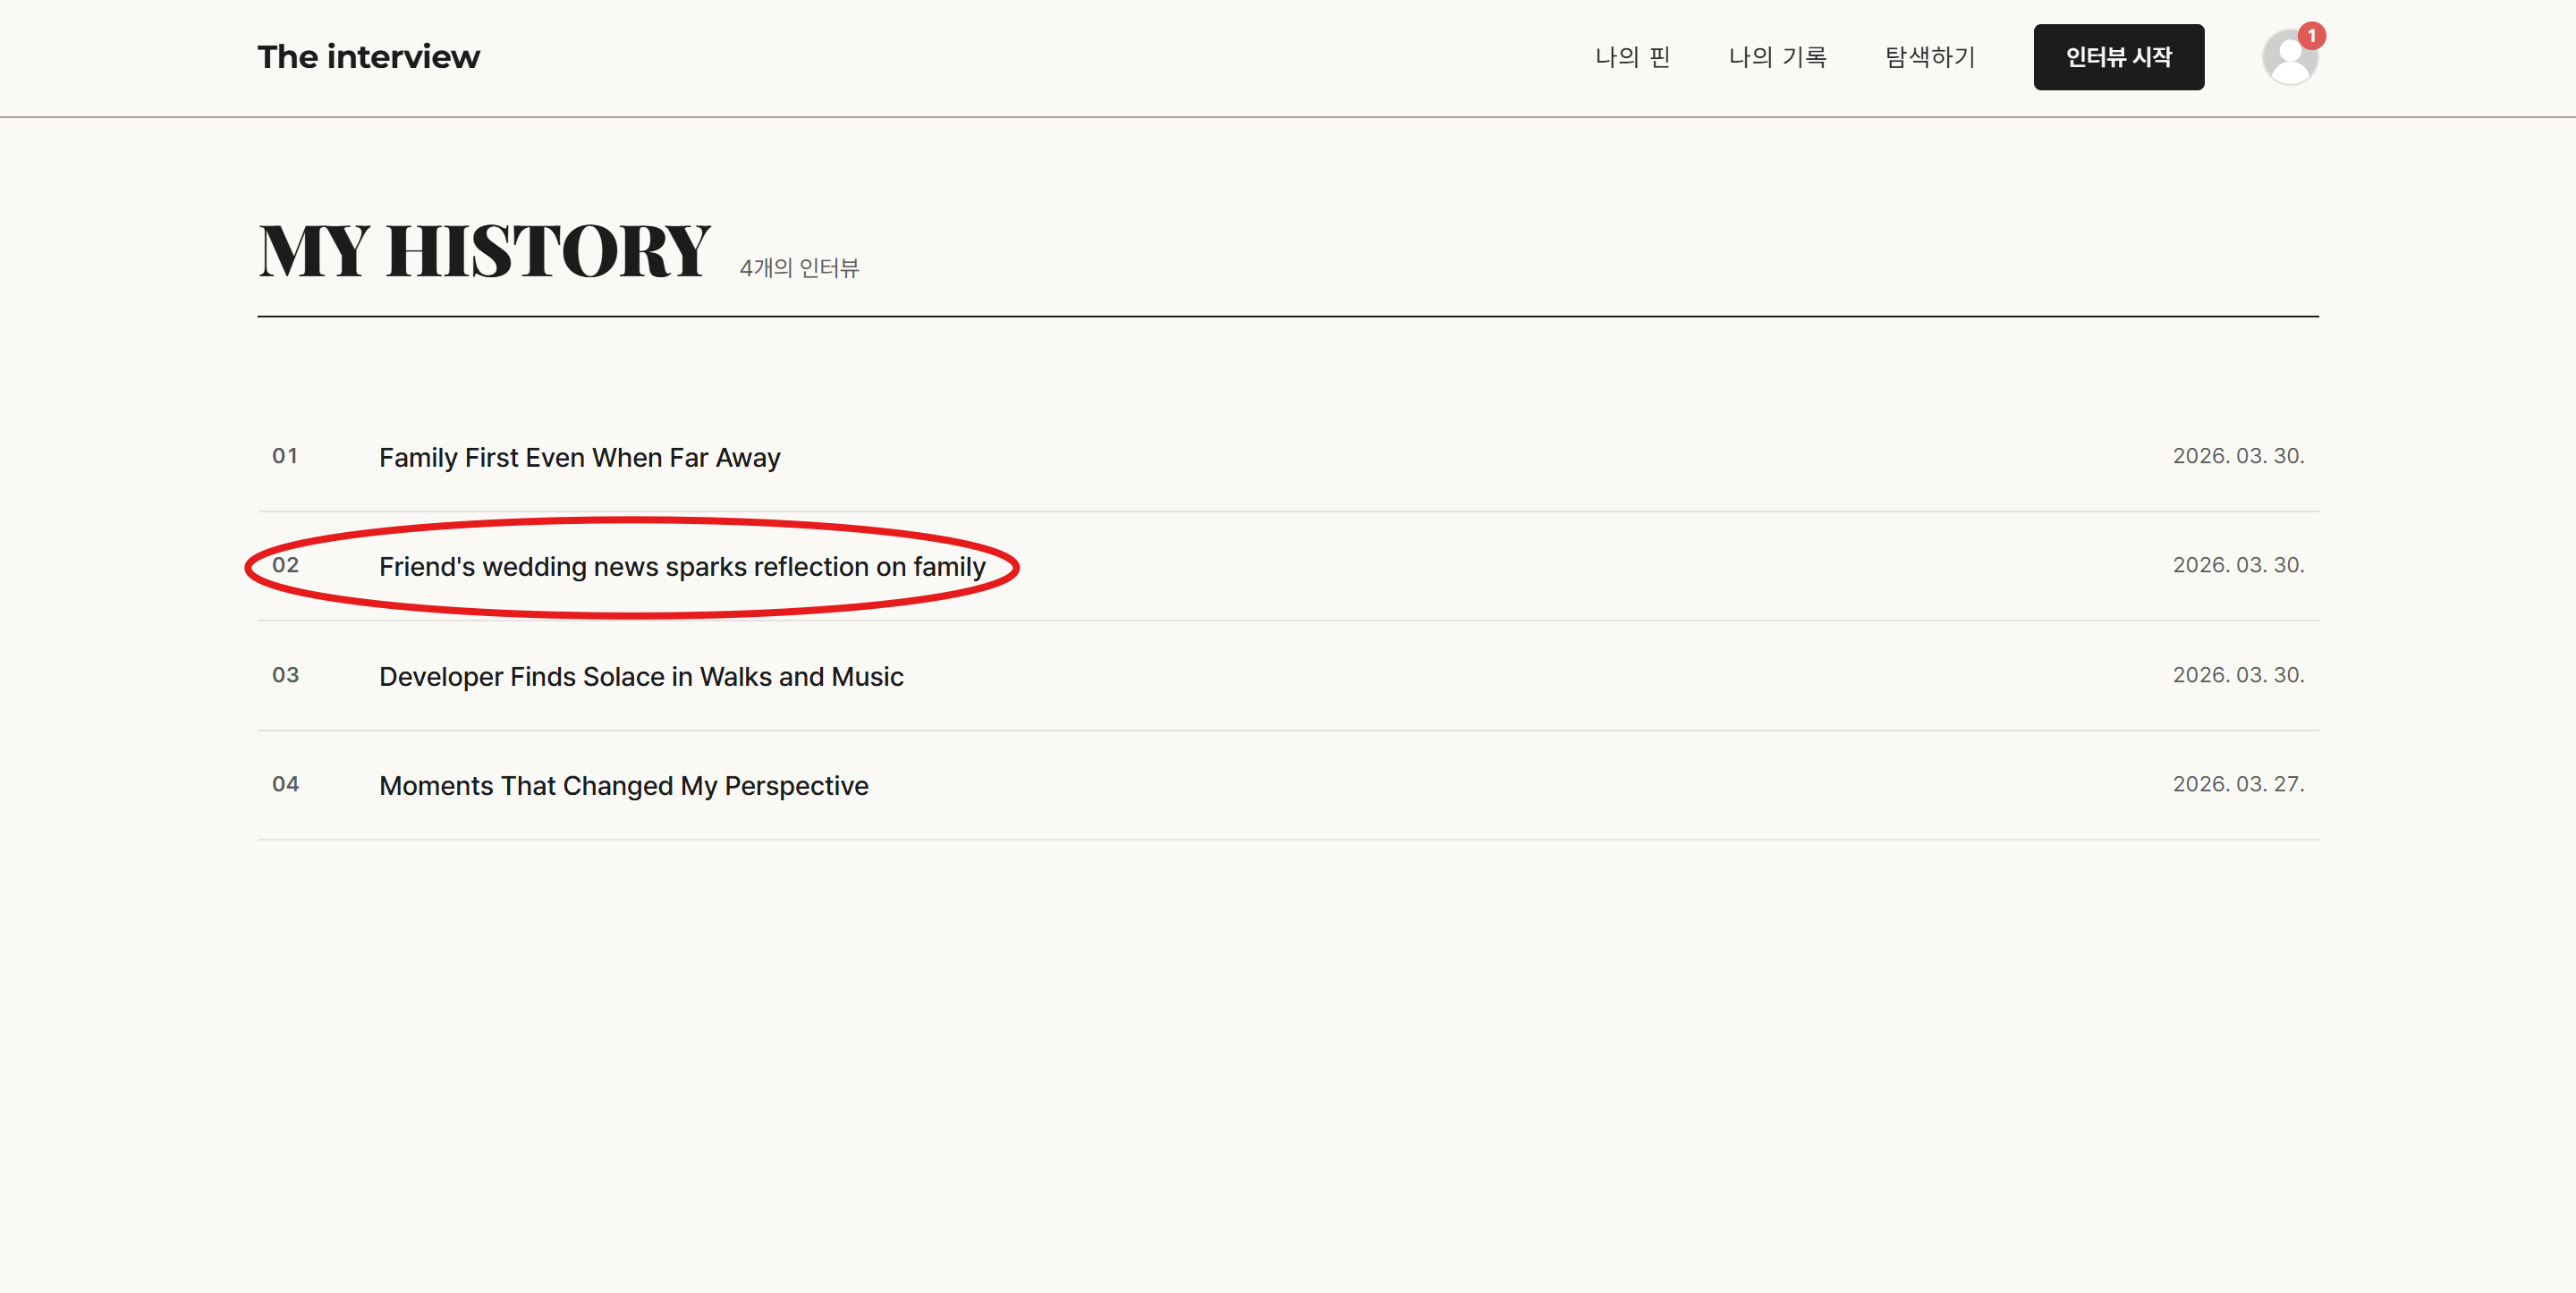 The interview
나의 핀
나의 기록
탐색하기
인터뷰 시작
1
MY HISTORY
4개의 인터뷰
01 Family First Even When Far Away 2026. 03. 30.
02 Friend's wedding news sparks reflection on family 2026. 03. 30.
03 Developer Finds Solace in Walks and Music 2026. 03. 30.
04 Moments That Changed My Perspective 2026. 03. 27.